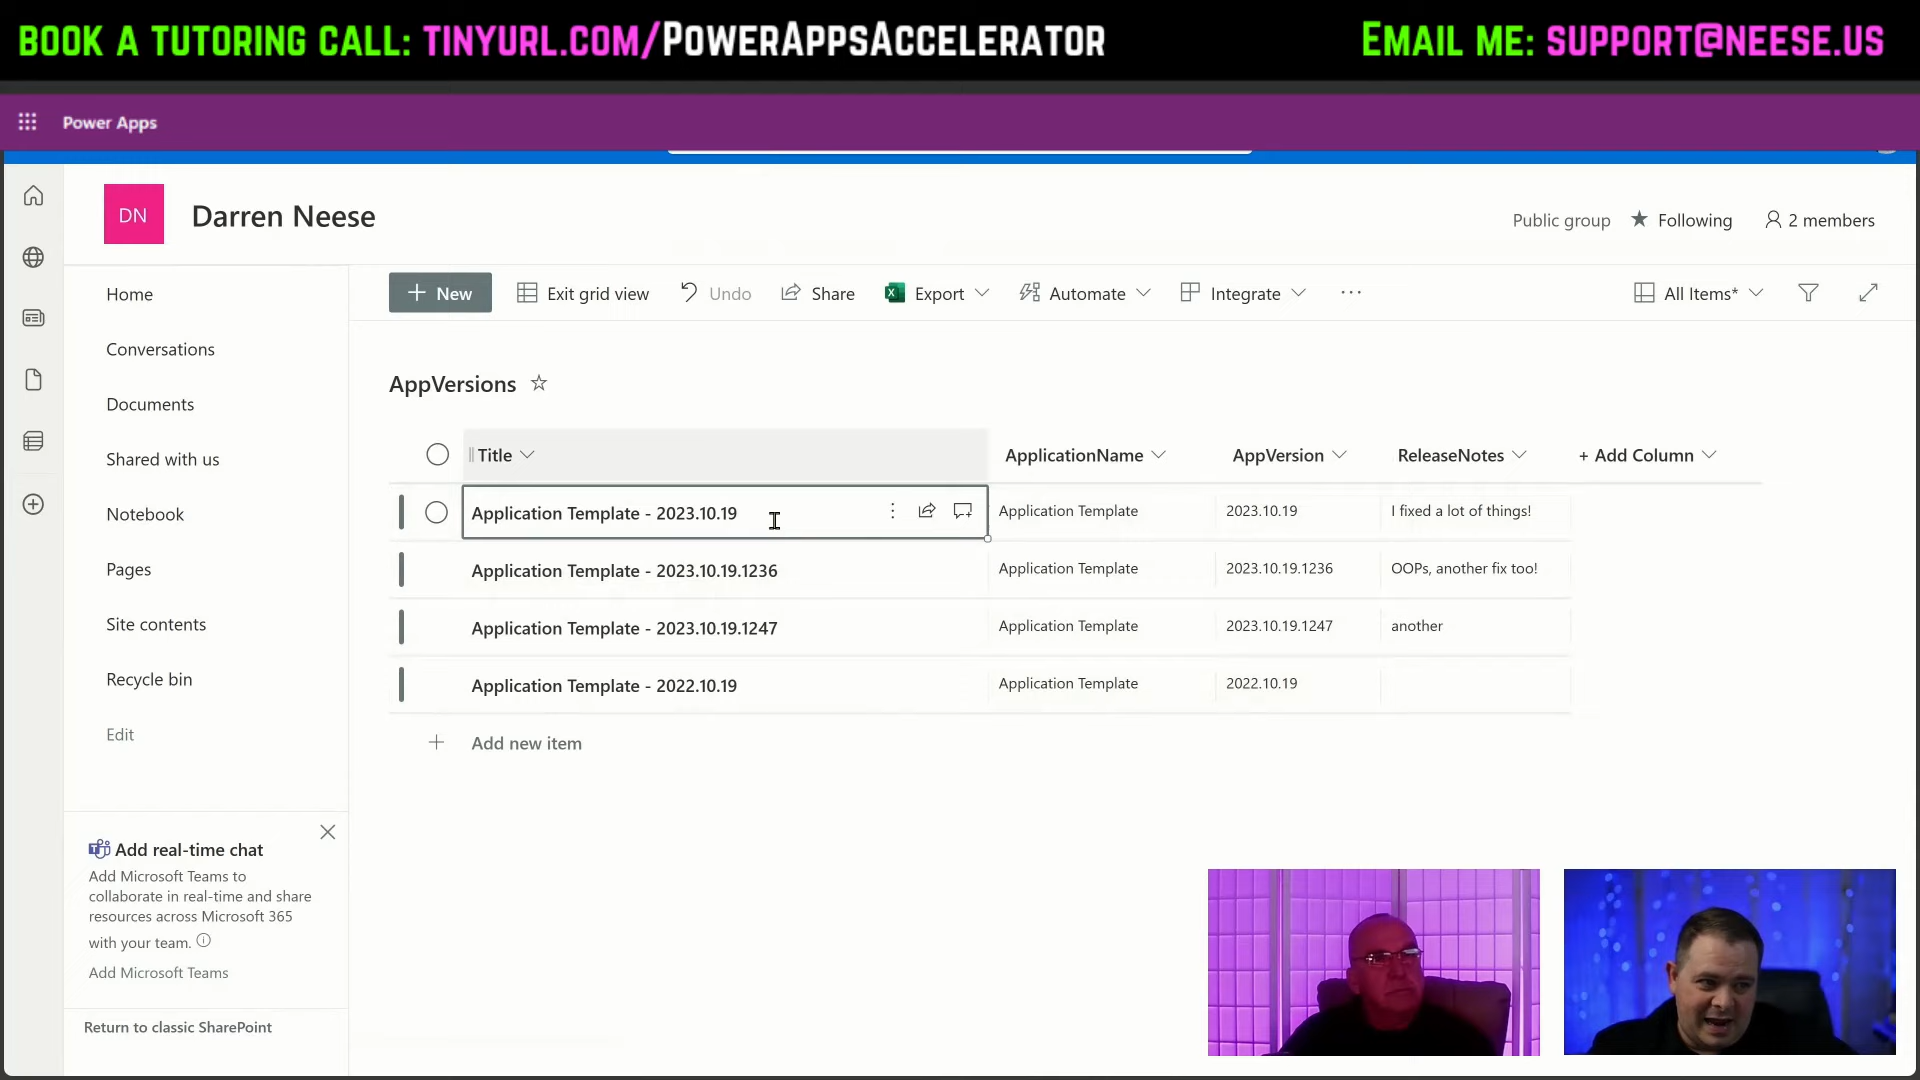 BOOK A TUTORING CALL: TINYURL.COM/POWERAPPSACCELERATOR
EMAIL ME: SUPPORT@NEESE.US
Power Apps
DN
Darren Neese
Public group
Following
2 members
Home
Conversations
Documents
Shared with us
Notebook
Pages
Site contents
Recycle bin
Edit
+ New
Exit grid view
Undo
Share
Export
Automate
Integrate
...
All Items*
AppVersions
Title
ApplicationName
AppVersion
ReleaseNotes
+ Add Column
Application Template - 2023.10.19
Application Template
2023.10.19
I fixed a lot of things!
Application Template - 2023.10.19.1236
Application Template
2023.10.19.1236
OOPs, another fix too!
Application Template - 2023.10.19.1247
Application Template
2023.10.19.1247
another
Application Template - 2022.10.19
Application Template
2022.10.19
+ Add new item
Add real-time chat
Add Microsoft Teams to
collaborate in real-time and share
resources across Microsoft 365
with your team.
Add Microsoft Teams
Return to classic SharePoint